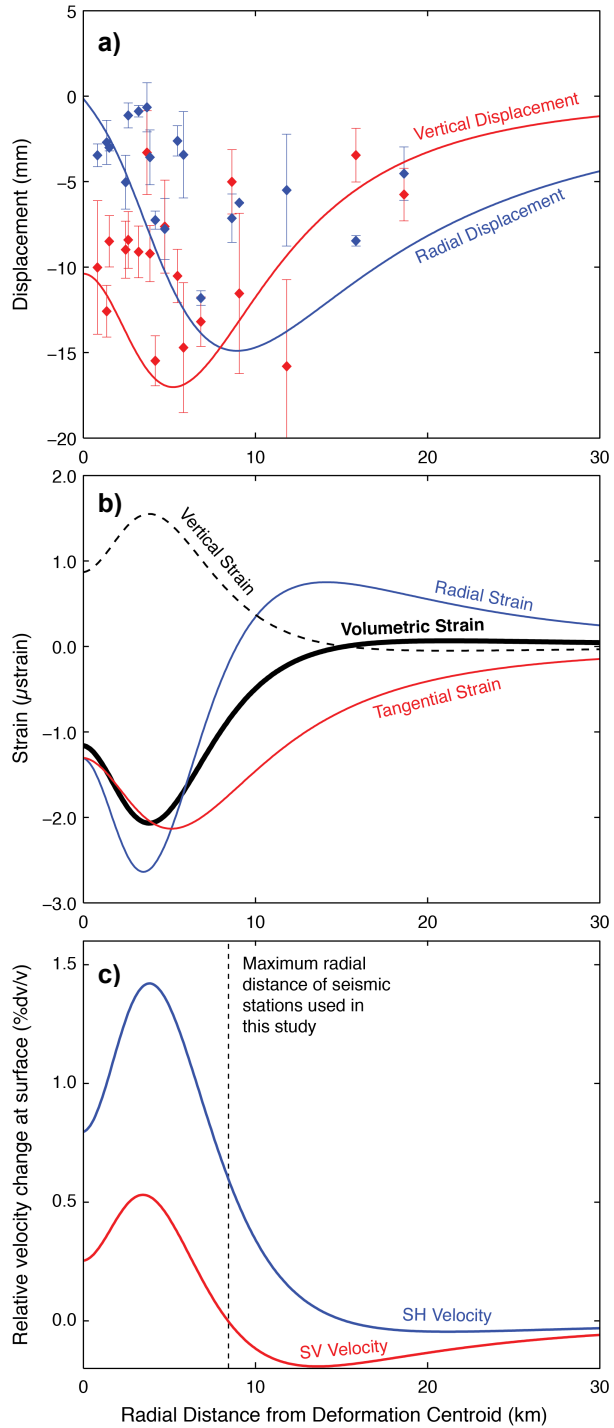 a)
5
0
−5
−10
−15
−20
Displacement (mm)
Vertical Displacement
Radial Displacement
0
10
20
30
b)
2.0
1.0
0.0
−1.0
−2.0
−3.0
Strain (μstrain)
Vertical Strain
Radial Strain
Volumetric Strain
Tangential Strain
0
10
20
30
c)
1.5
1.0
0.5
0.0
Relative velocity change at surface (%dv/v)
Maximum radial
distance of seismic
stations used in
this study
SH Velocity
SV Velocity
0
10
20
30
Radial Distance from Deformation Centroid (km)